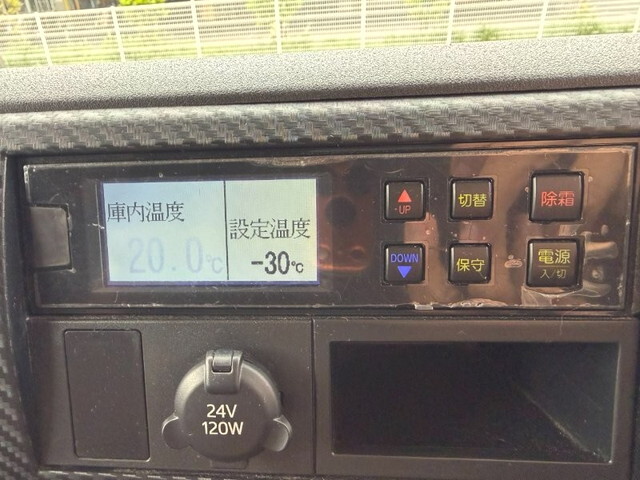 庫内温度
20.0℃
設定温度
-30℃
UP
切替
除霜
DOWN
保守
電源
入/切
24V
120W